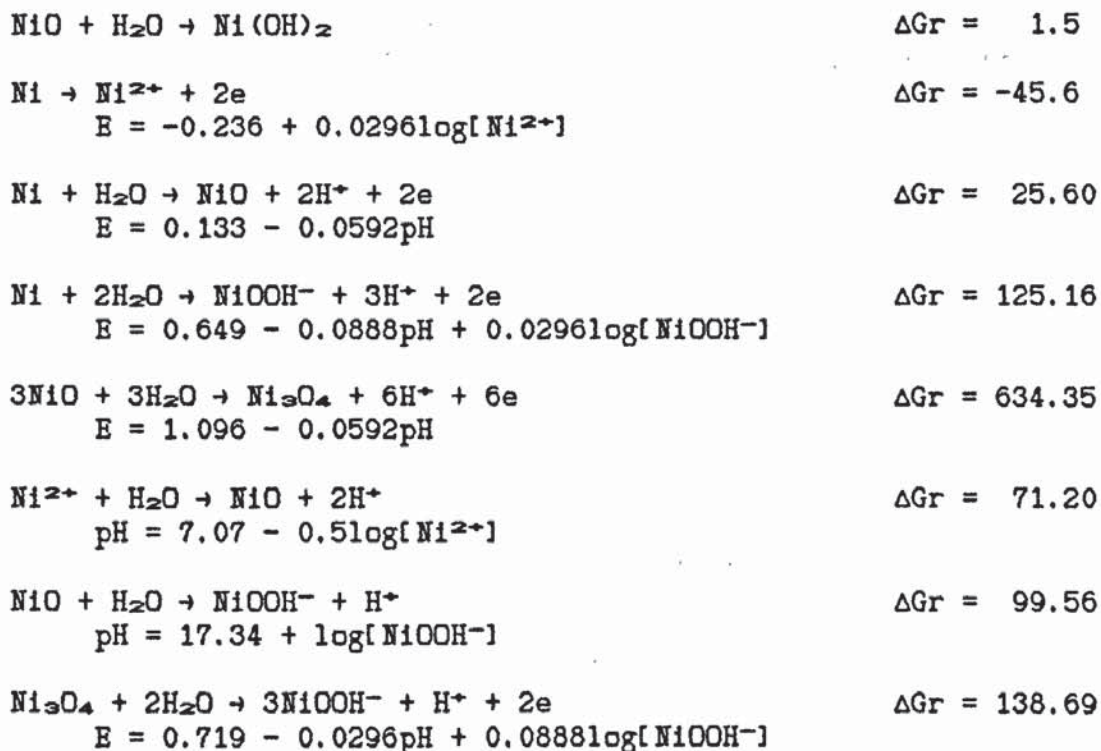 NiO + H₂O → Ni(OH)₂ ΔGr = 1.5
Ni → Ni²⁺ + 2e ΔGr = -45.6
E = -0.236 + 0.0296log[Ni²⁺]
Ni + H₂O → NiO + 2H⁺ + 2e ΔGr = 25.60
E = 0.133 - 0.0592pH
Ni + 2H₂O → NiOOH⁻ + 3H⁺ + 2e ΔGr = 125.16
E = 0.649 - 0.0888pH + 0.0296log[NiOOH⁻]
3NiO + 3H₂O → Ni₃O₄ + 6H⁺ + 6e ΔGr = 634.35
E = 1.096 - 0.0592pH
Ni²⁺ + H₂O → NiO + 2H⁺ ΔGr = 71.20
pH = 7.07 - 0.5log[Ni²⁺]
NiO + H₂O → NiOOH⁻ + H⁺ ΔGr = 99.56
pH = 17.34 + log[NiOOH⁻]
Ni₃O₄ + 2H₂O → 3NiOOH⁻ + H⁺ + 2e ΔGr = 138.69
E = 0.719 - 0.0296pH + 0.0888log[NiOOH⁻]